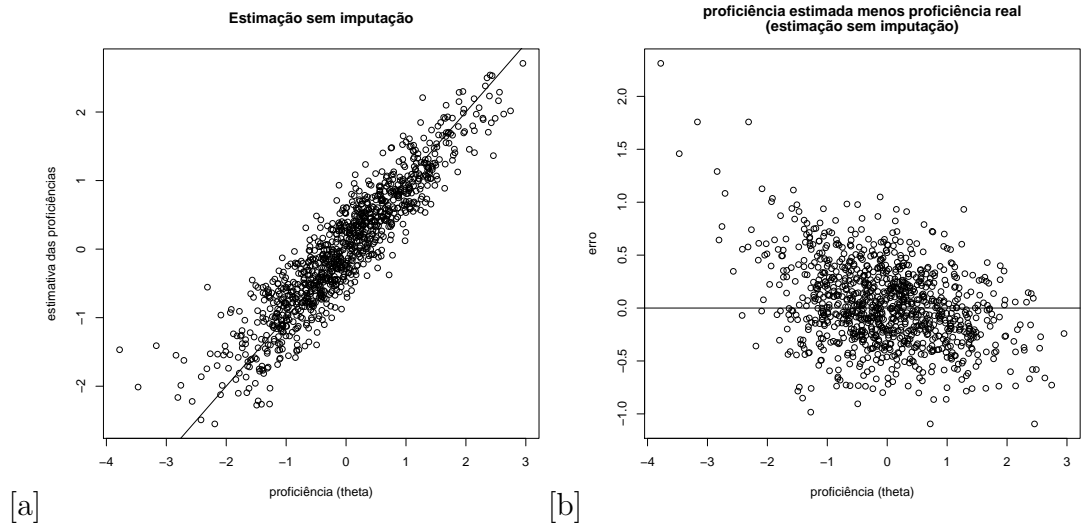 Estimação sem imputação
estimativa das proficiências
2
1
0
−1
−2
−4 −3 −2 −1 0 1 2 3
proficiência (theta)
[a]
proficiência estimada menos proficiência real
(estimação sem imputação)
erro
2.0
1.5
1.0
0.5
0.0
−0.5
−1.0
−4 −3 −2 −1 0 1 2 3
proficiência (theta)
[b]